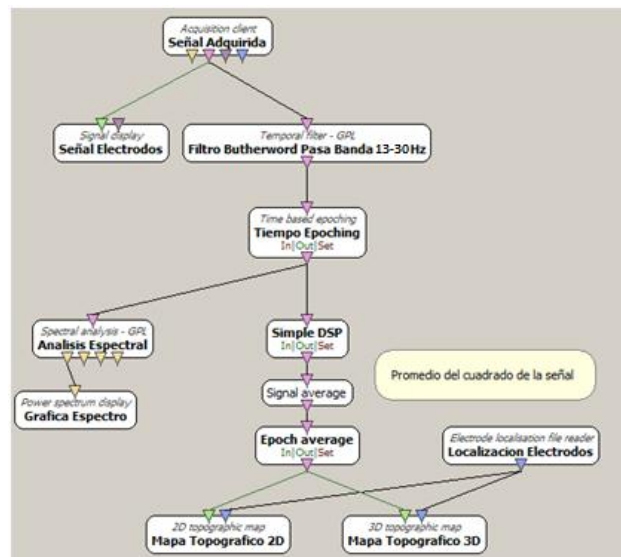 Acquisition client
Señal Adquirida
Signal display
Señal Electrodos
Temporal filter - GPL
Filtro Butherword Pasa Banda 13-30Hz
Time based epoching
Tiempo Epoching
In|Out|Set
Spectral analysis - GPL
Analisis Espectral
Simple DSP
In|Out|Set
Promedio del cuadrado de la señal
Signal average
Power spectrum display
Grafica Espectro
Epoch average
In|Out|Set
Electrode localisation file reader
Localizacion Electrodos
2D topographic map
Mapa Topografico 2D
3D topographic map
Mapa Topografico 3D